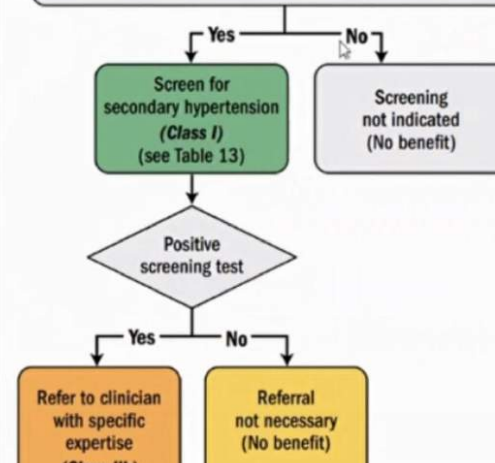 Yes
No
Screen for
secondary hypertension
(Class I)
(see Table 13)
Screening
not indicated
(No benefit)
Positive
screening test
Yes
No
Refer to clinician
with specific
expertise
Referral
not necessary
(No benefit)